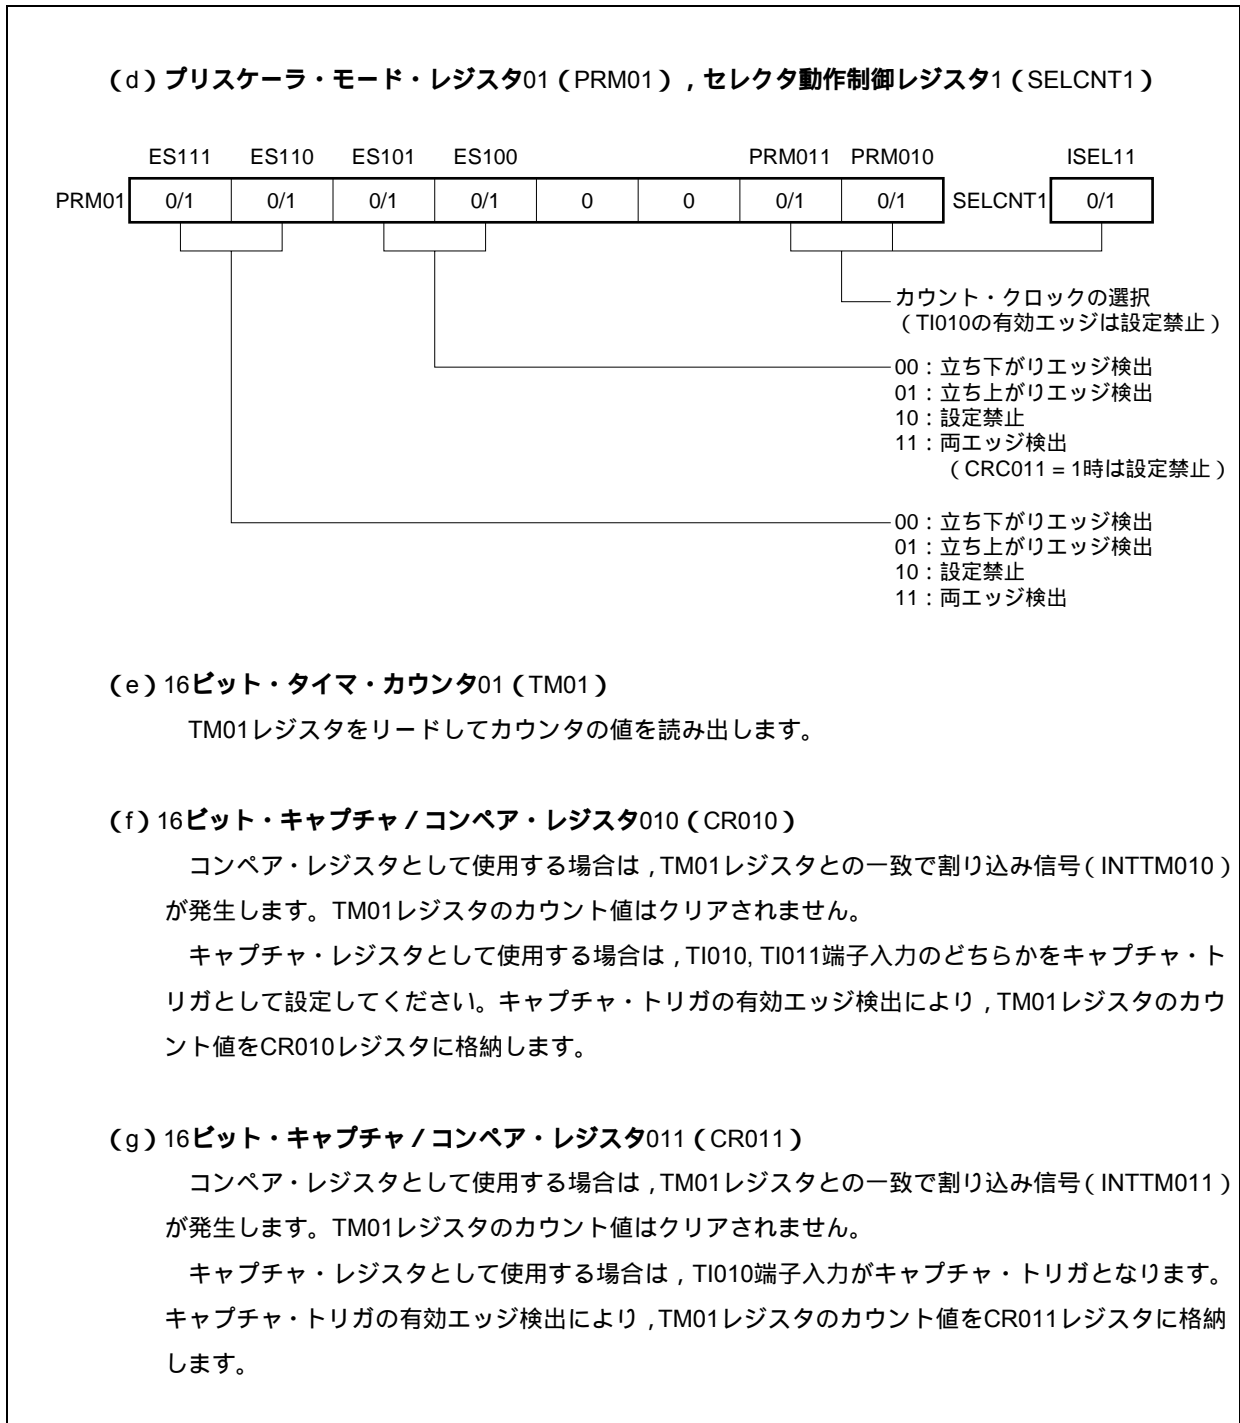 （d）プリスケーラ・モード・レジスタ01（PRM01），セレクタ動作制御レジスタ1（SELCNT1）
ES111 ES110 ES101 ES100 PRM011 PRM010 ISEL11
PRM01 0/1 0/1 0/1 0/1 0 0 0/1 0/1 SELCNT1 0/1
カウント・クロックの選択
（TI010の有効エッジは設定禁止）
00：立ち下がりエッジ検出
01：立ち上がりエッジ検出
10：設定禁止
11：両エッジ検出
（CRC011 = 1時は設定禁止）
00：立ち下がりエッジ検出
01：立ち上がりエッジ検出
10：設定禁止
11：両エッジ検出
（e）16ビット・タイマ・カウンタ01（TM01）
TM01レジスタをリードしてカウンタの値を読み出します。
（f）16ビット・キャプチャ／コンペア・レジスタ010（CR010）
コンペア・レジスタとして使用する場合は，TM01レジスタとの一致で割り込み信号（INTTM010）
が発生します。TM01レジスタのカウント値はクリアされません。
キャプチャ・レジスタとして使用する場合は，TI010, TI011端子入力のどちらかをキャプチャ・ト
リガとして設定してください。キャプチャ・トリガの有効エッジ検出により，TM01レジスタのカウ
ント値をCR010レジスタに格納します。
（g）16ビット・キャプチャ／コンペア・レジスタ011（CR011）
コンペア・レジスタとして使用する場合は，TM01レジスタとの一致で割り込み信号（INTTM011）
が発生します。TM01レジスタのカウント値はクリアされません。
キャプチャ・レジスタとして使用する場合は，TI010端子入力がキャプチャ・トリガとなります。
キャプチャ・トリガの有効エッジ検出により，TM01レジスタのカウント値をCR011レジスタに格納
します。